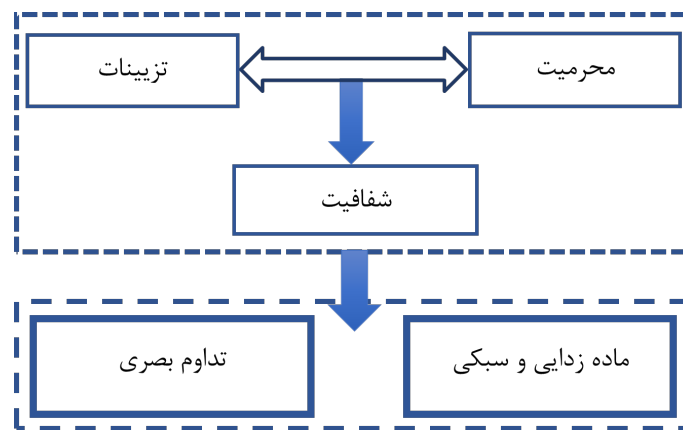 محرمیت
تزیینات
شفافیت
ماده زدایی و سبکی
تداوم بصری